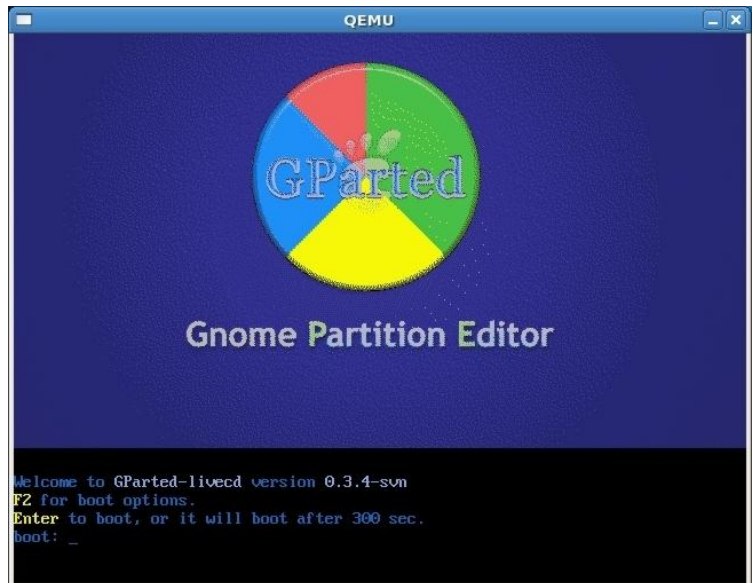 QEMU
GParted
Gnome Partition Editor
Welcome to GParted-livecd version 0.3.4-svn
F2 for boot options.
Enter to boot, or it will boot after 300 sec.
boot: _